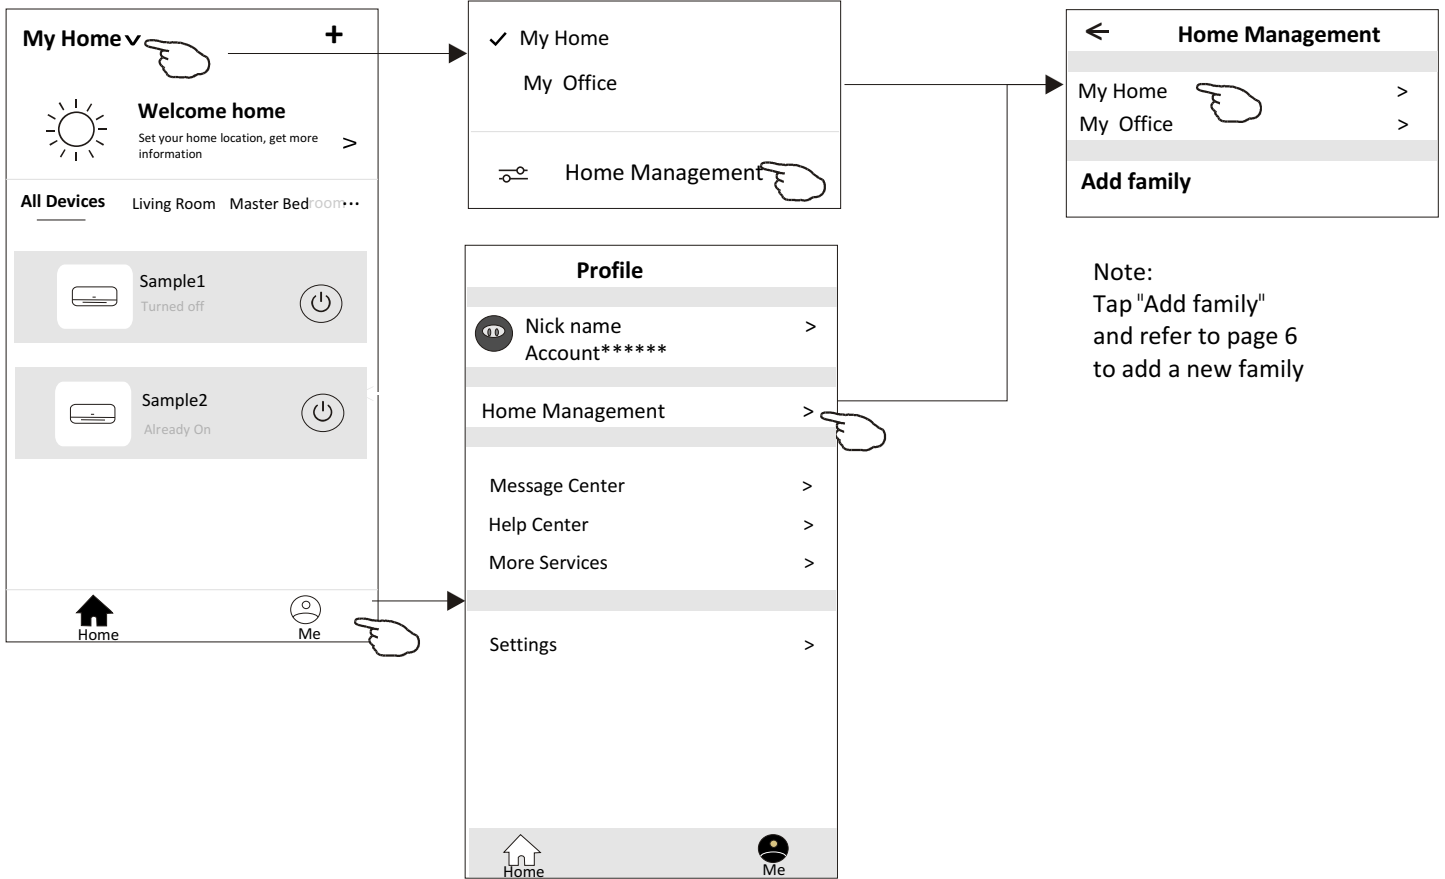 My Home
+
Welcome home
Set your home location, get more
information
>
All Devices Living Room Master Bedroom ...
Sample1
Turned off
Sample2
Already On
Home
Me
✓ My Home
My Office
Home Management
Profile
Nick name >
Account******
Home Management >
Message Center >
Help Center >
More Services >
Settings >
Home
Me
Home Management
My Home >
My Office >
Add family
Note:
Tap "Add family"
and refer to page 6
to add a new family